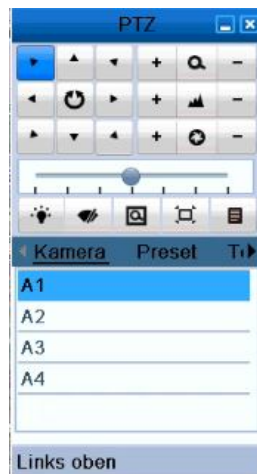 PTZ
+ −
+ −
+ −
Kamera Preset
A1
A2
A3
A4
Links oben